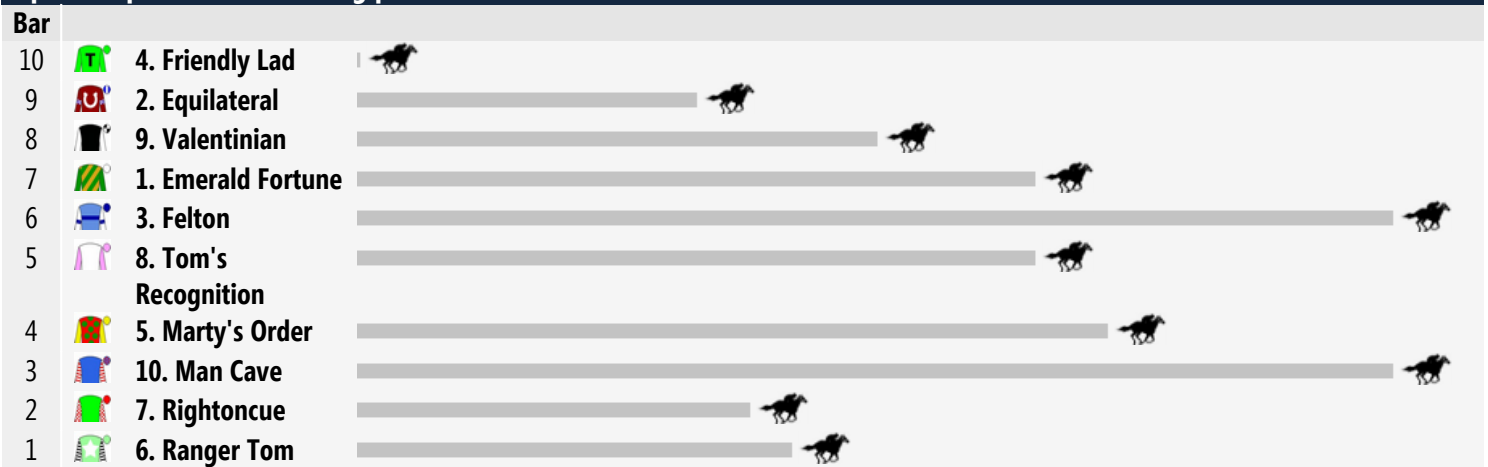 Bar
10 T 4. Friendly Lad
9 2. Equilateral
8 9. Valentinian
7 1. Emerald Fortune
6 3. Felton
5 8. Tom's
Recognition
4 5. Marty's Order
3 10. Man Cave
2 7. Rightoncue
1 6. Ranger Tom